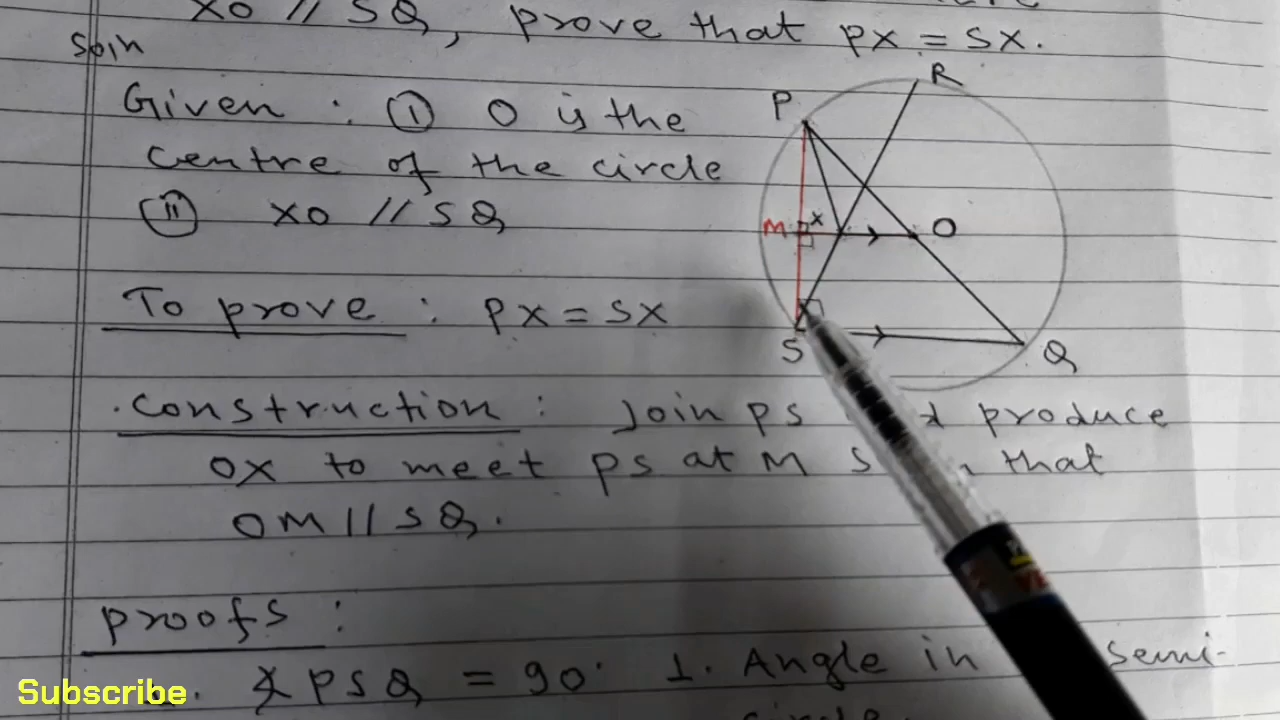 XO // SQ, prove that PX = SX.
Soln
Given : (i) O is the
centre of the circle
(ii) XO // SQ
To prove : PX = SX
Construction : Join PS produce
OX to meet PS at M that
OM // SQ.
Proofs :
∡PSQ = 90° 1. Angle in semi-
circle.
P
R
M
X
O
S
Q
Subscribe